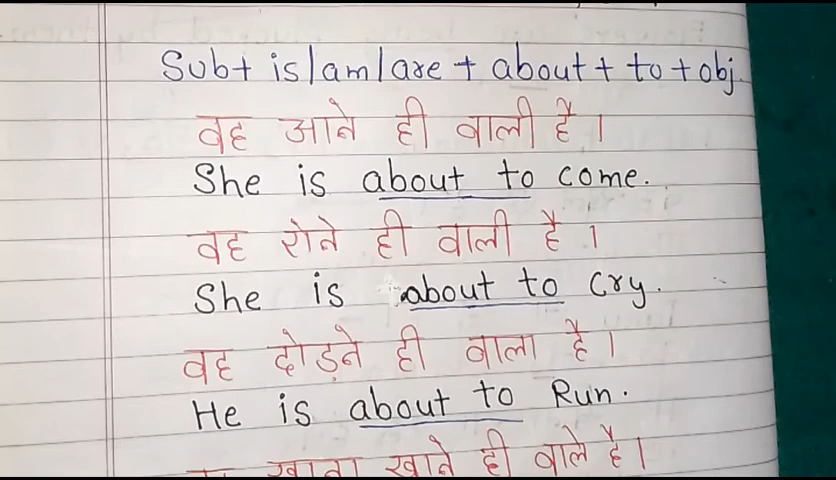 Sub+ is/am/are + about + to + obj.
वह आने ही वाली है।
She is about to come.
वह रोने ही वाली है।
She is about to cry.
वह दोड़ने ही वाला है।
He is about to Run.
खाना खाने ही वाले है।